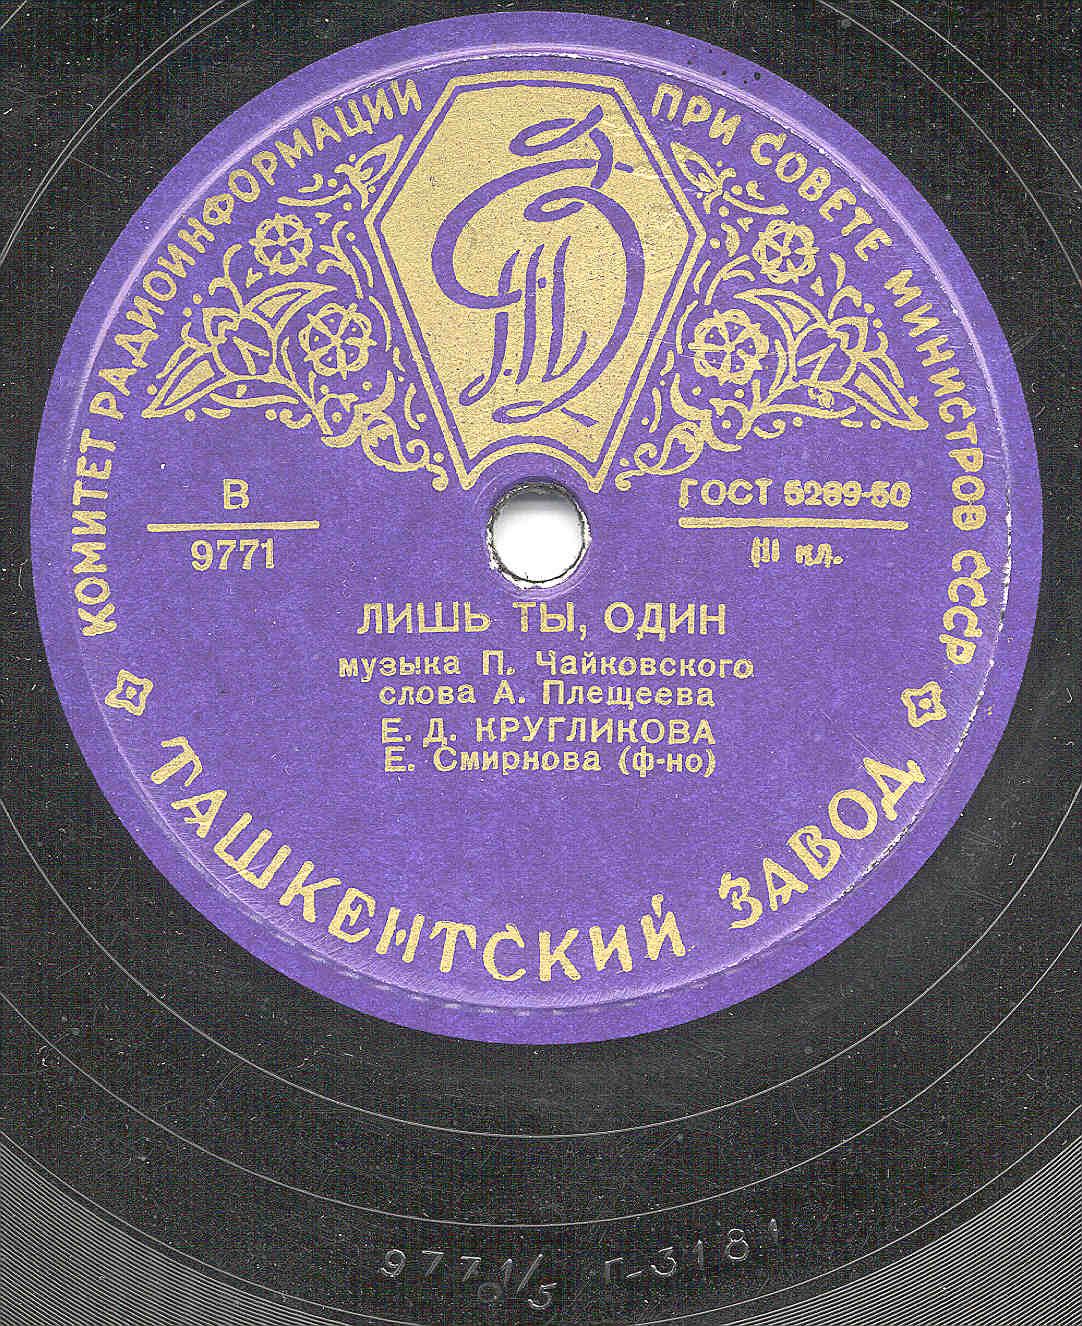 КОМИТЕТ РАДИОИНФОРМАЦИИ ПРИ СОВЕТЕ МИНИСТРОВ СССР
В
9771
ГОСТ 5289-50
III кл.
ЛИШЬ ТЫ, ОДИН
музыка П. Чайковского
слова А. Плещеева
Е. Д. КРУГЛИКОВА
Е. Смирнова (ф-но)
ТАШКЕНТСКИЙ ЗАВОД
9771/5 Г-3181